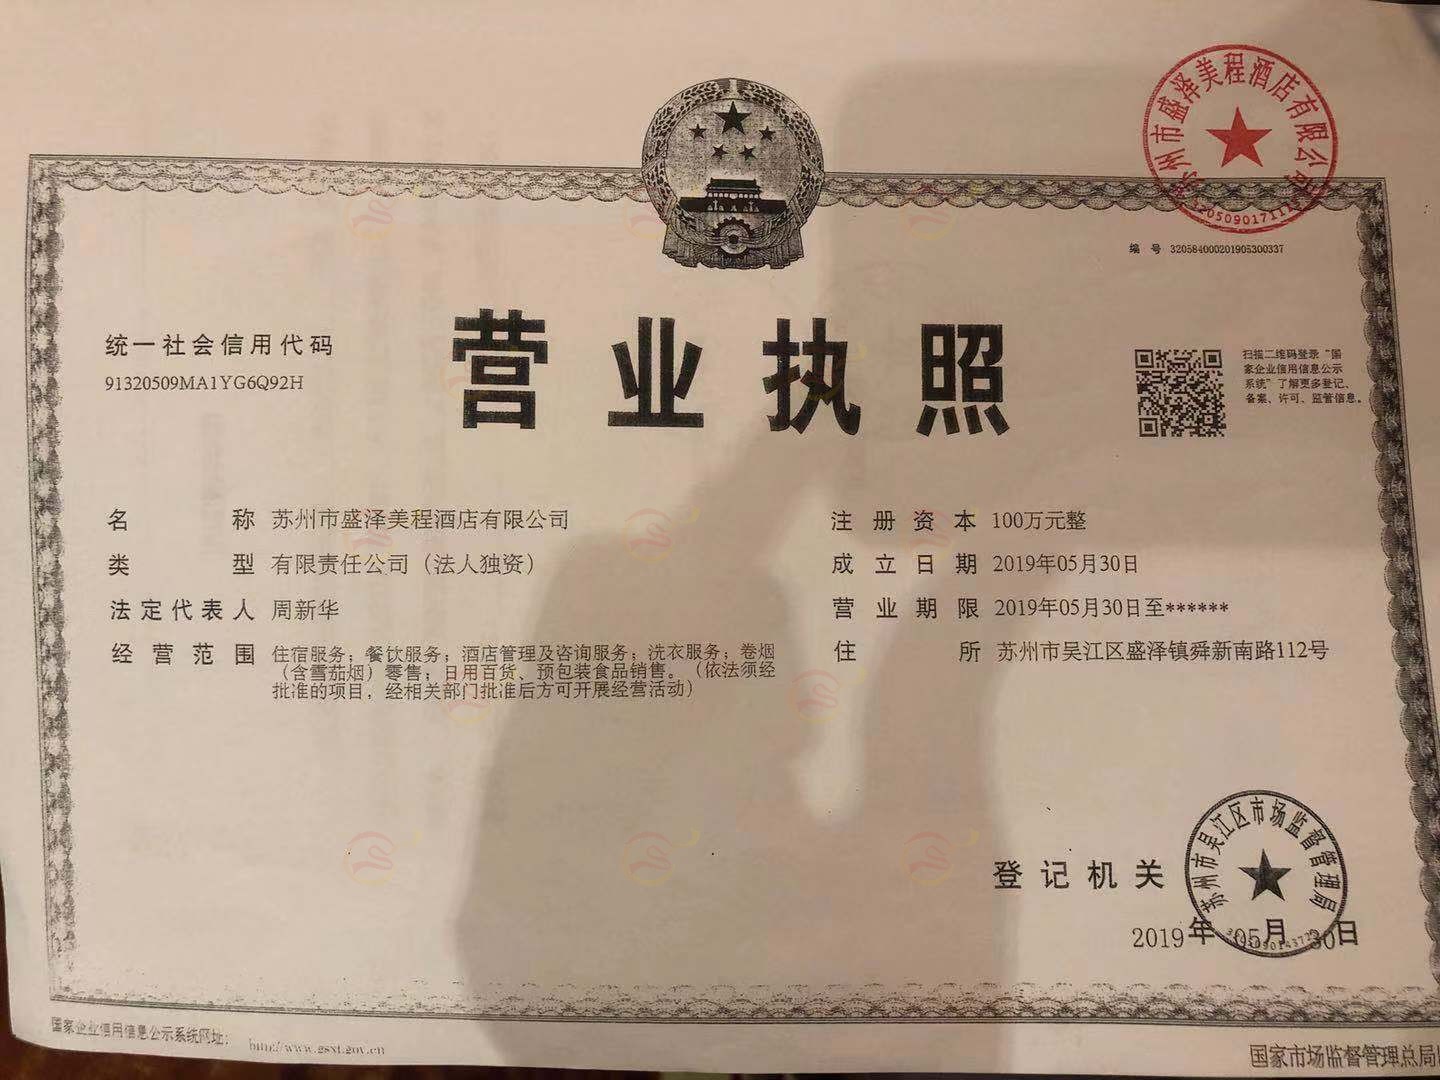 苏州市盛泽美程酒店有限公司
编 号 320584000201905300337
统一社会信用代码
91320509MA1YG6Q92H
营业执照
扫描二维码登录“国
家企业信用信息公示
系统”了解更多登记、
备案、许可、监管信息。
名 称 苏州市盛泽美程酒店有限公司
类 型 有限责任公司（法人独资）
法定代表人 周新华
经营范围 住宿服务；餐饮服务；酒店管理及咨询服务；洗衣服务；卷烟
（含雪茄烟）零售；日用百货、预包装食品销售。（依法须经
批准的项目，经相关部门批准后方可开展经营活动）
注册资本 100万元整
成立日期 2019年05月30日
营业期限 2019年05月30日至******
住 所 苏州市吴江区盛泽镇舜新南路112号
登记机关
苏州市吴江区市场监督管理局
2019年05月30日
国家企业信用信息公示系统网址：
http://www.gsxt.gov.cn
国家市场监督管理总局